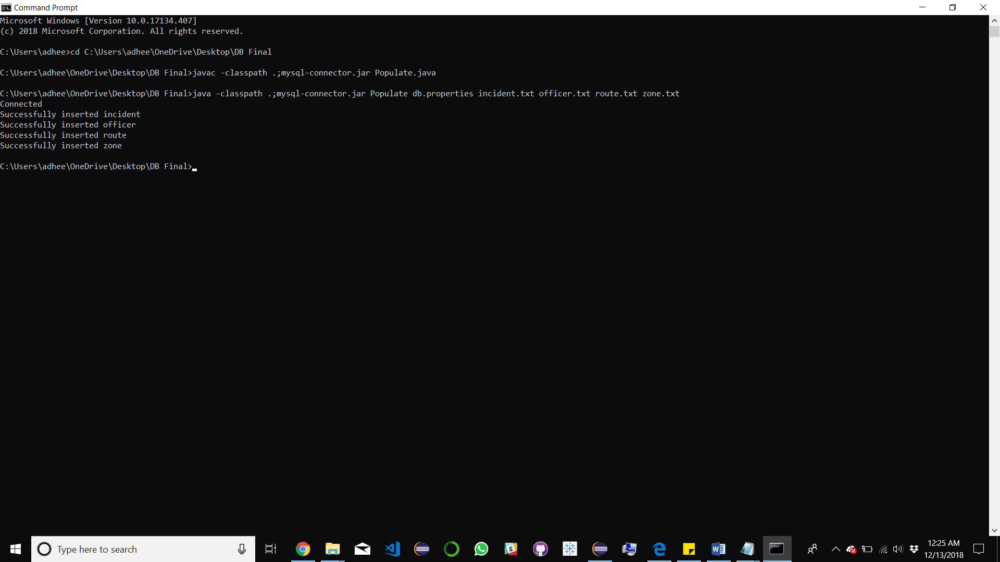 Command Prompt
Microsoft Windows [Version 10.0.17134.407]
(c) 2018 Microsoft Corporation. All rights reserved.
C:\Users\adhee>cd C:\Users\adhee\OneDrive\Desktop\DB Final
C:\Users\adhee\OneDrive\Desktop\DB Final>javac -classpath .;mysql-connector.jar Populate.java
C:\Users\adhee\OneDrive\Desktop\DB Final>java -classpath .;mysql-connector.jar Populate db.properties incident.txt officer.txt route.txt zone.txt
Connected
Successfully inserted incident
Successfully inserted officer
Successfully inserted route
Successfully inserted zone
C:\Users\adhee\OneDrive\Desktop\DB Final>
Type here to search
12:25 AM
12/13/2018